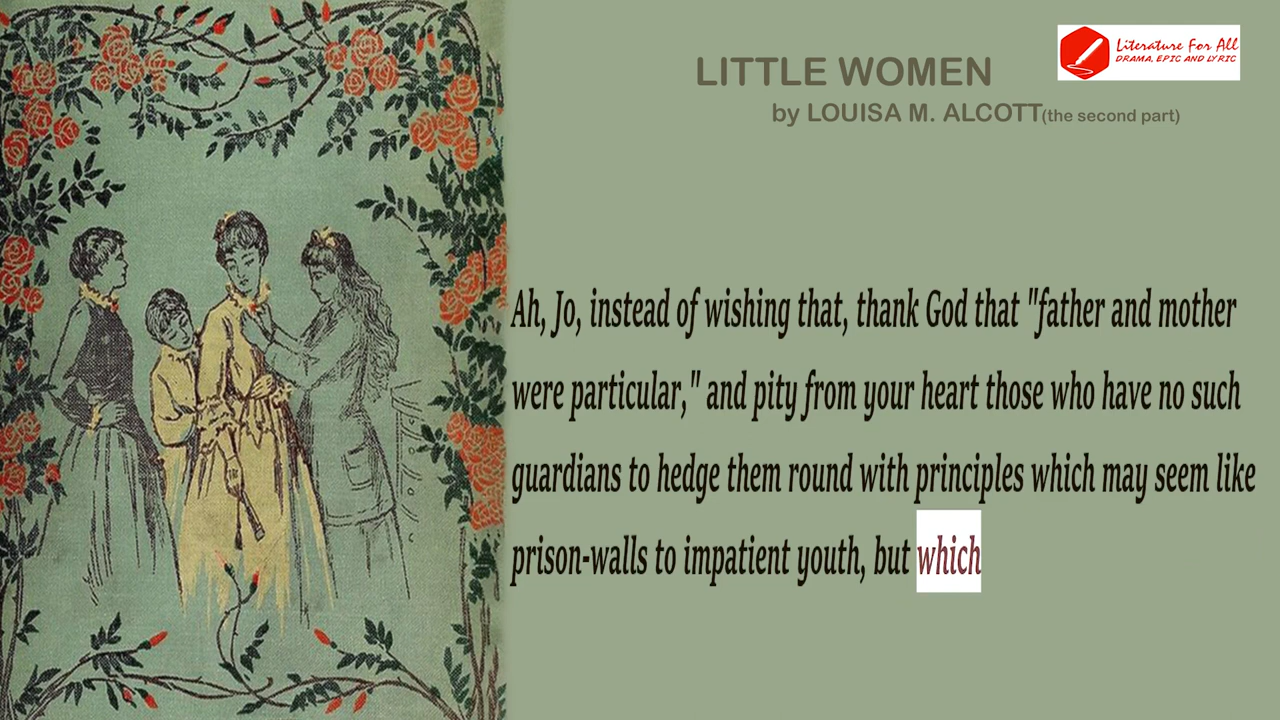 LITTLE WOMEN
by LOUISA M. ALCOTT(the second part)
Literature For All
DRAMA, EPIC AND LYRIC
Ah, Jo, instead of wishing that, thank God that "father and mother
were particular," and pity from your heart those who have no such
guardians to hedge them round with principles which may seem like
prison-walls to impatient youth, but which